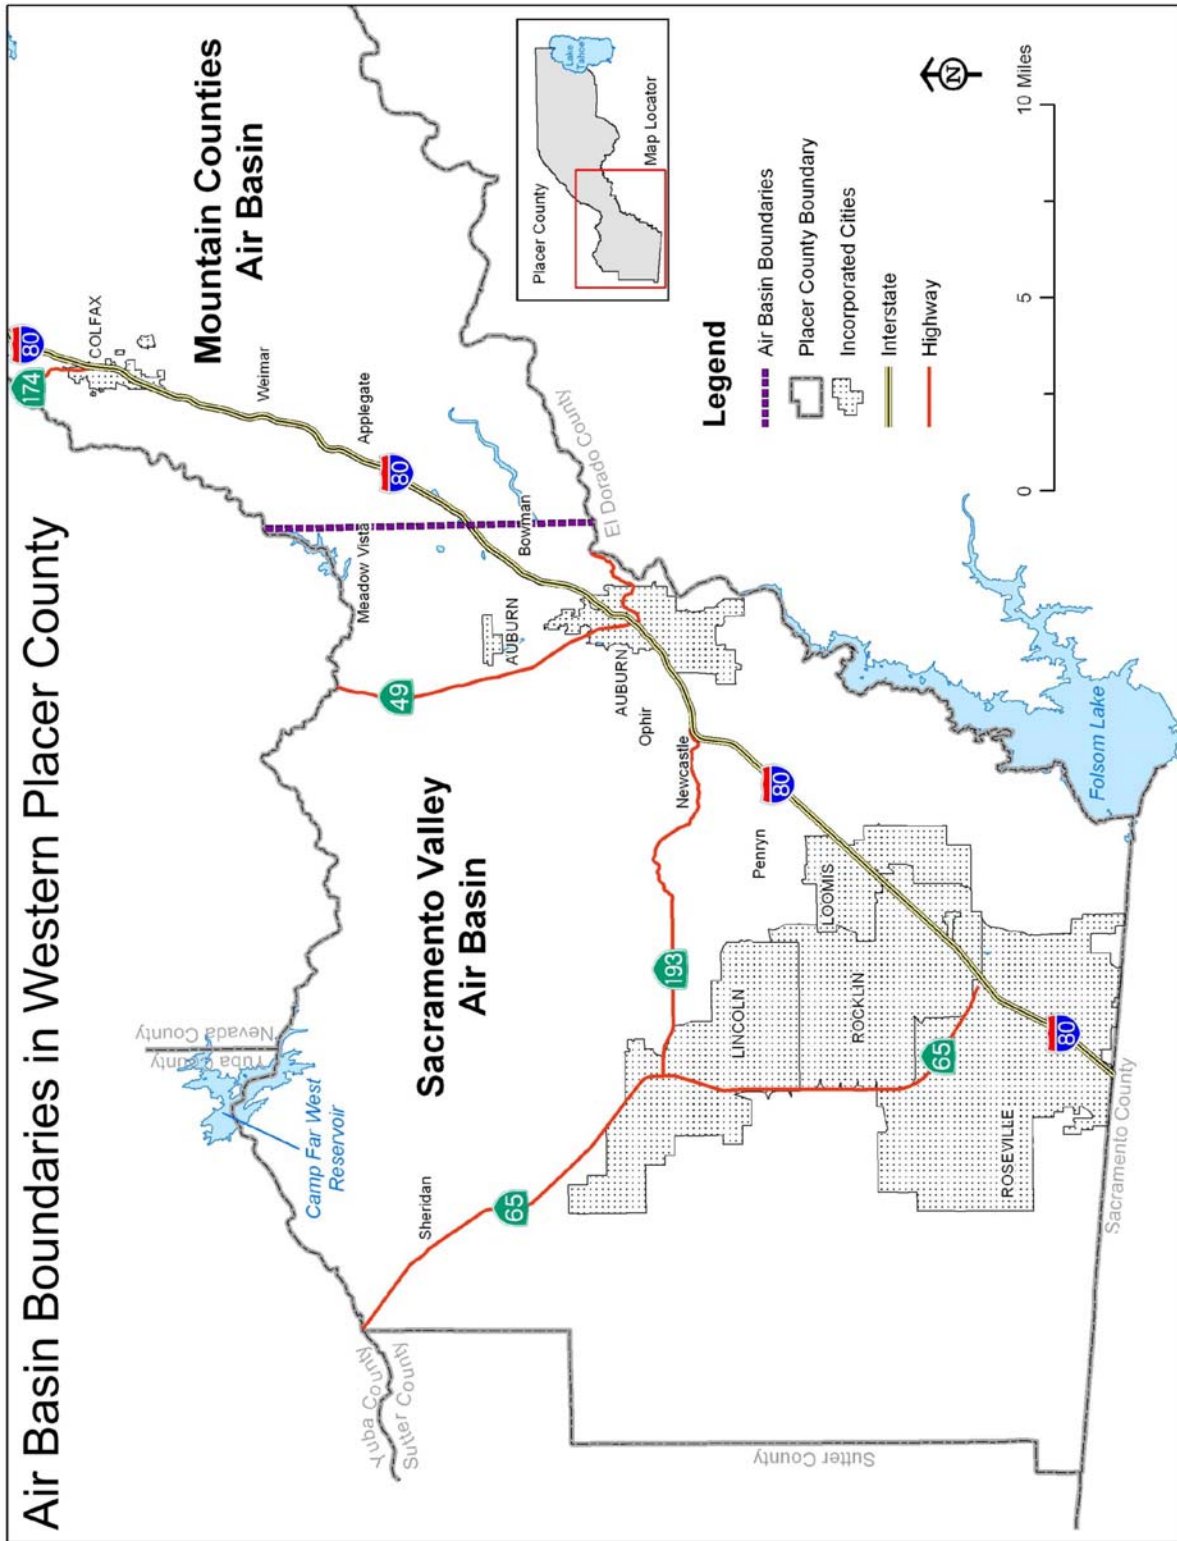 Air Basin Boundaries in Western Placer County
Mountain Counties
Air Basin
174
80
COLFAX
Weimar
Applegate
80
Meadow Vista
Bowman
El Dorado County
AUBURN
49
AUBURN
Ophir
Newcastle
Sacramento Valley
Air Basin
193
80
Penryn
LOOMIS
LINCOLN
ROCKLIN
65
80
ROSEVILLE
Sacramento County
Folsom Lake
Nevada County
Yuba County
Camp Far West
Reservoir
Sheridan
65
Yuba County
Sutter County
Sutter County
Placer County
Lake
Tahoe
Map Locator
Legend
Air Basin Boundaries
Placer County Boundary
Incorporated Cities
Interstate
Highway
N
0
5
10 Miles